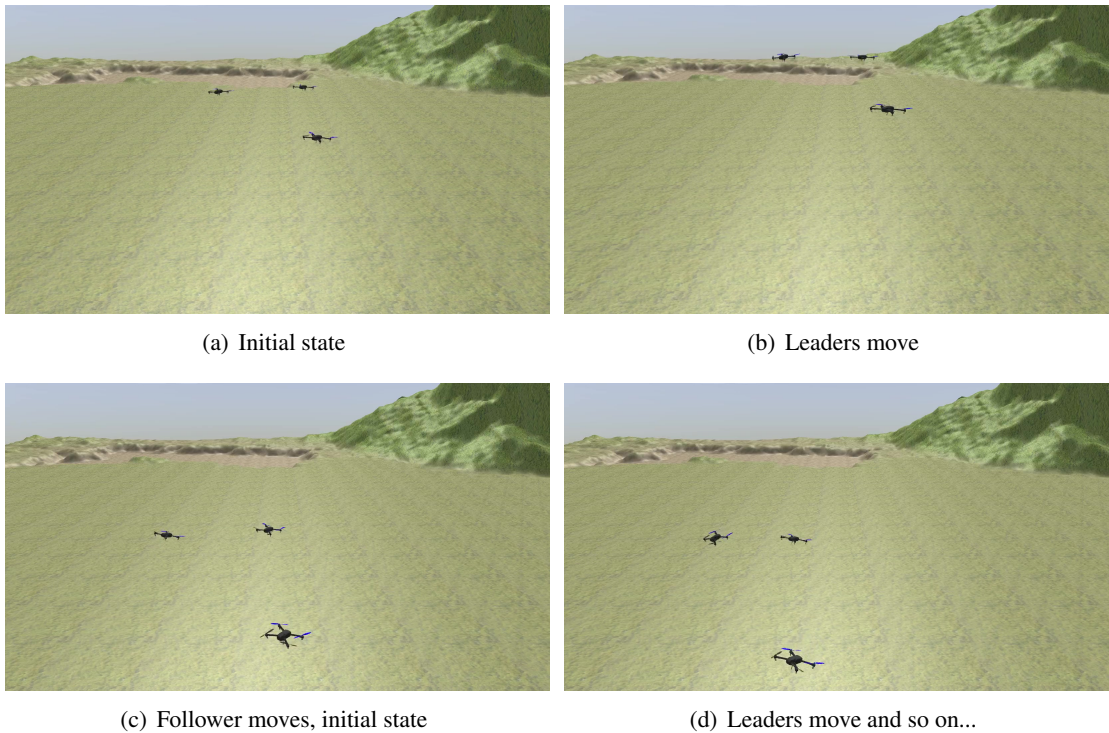 (a) Initial state
(b) Leaders move
(c) Follower moves, initial state
(d) Leaders move and so on...